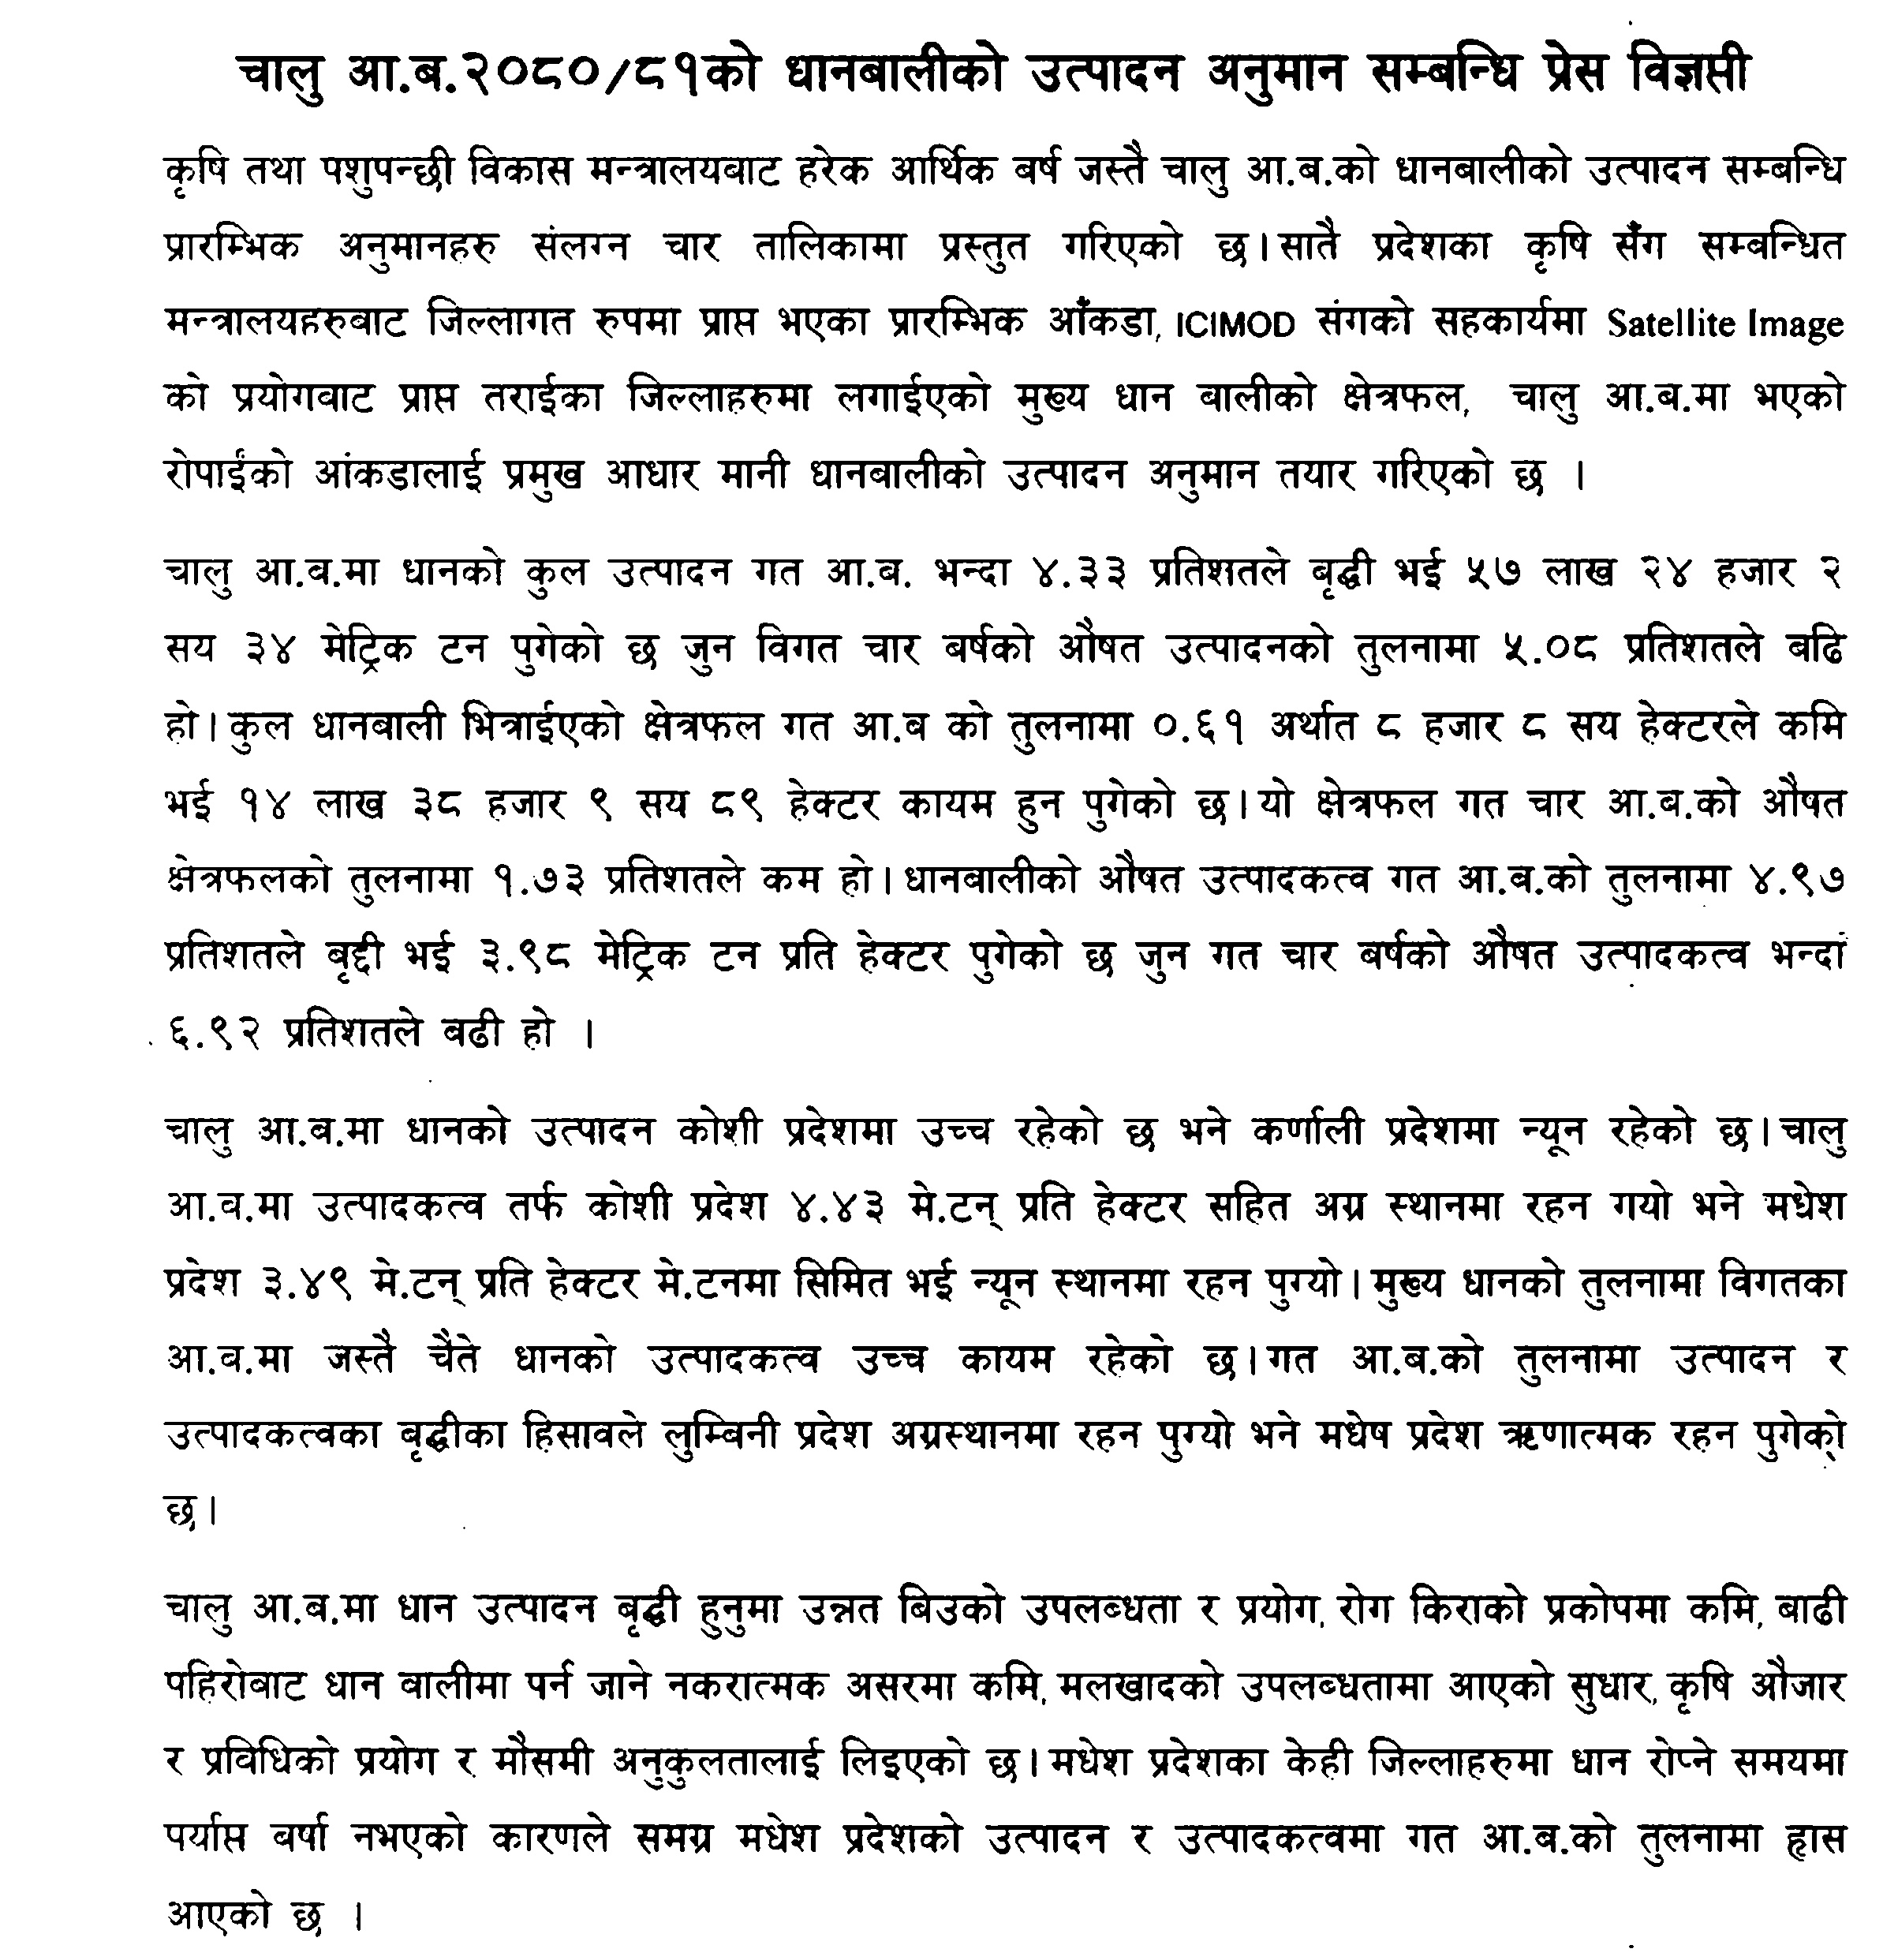 चालु आ.ब.२०८०/८१को धानबालीको उत्पादन अनुमान सम्बन्धि प्रेस विज्ञप्ती
कृषि तथा पशुपन्छी विकास मन्त्रालयबाट हरेक आर्थिक बर्ष जस्तै चालु आ.ब.को धानबालीको उत्पादन सम्बन्धि
प्रारम्भिक अनुमानहरु संलग्न चार तालिकामा प्रस्तुत गरिएको छ। सातै प्रदेशका कृषि सँग सम्बन्धित
मन्त्रालयहरुबाट जिल्लागत रुपमा प्राप्त भएका प्रारम्भिक आँकडा, ICIMOD संगको सहकार्यमा Satellite Image
को प्रयोगबाट प्राप्त तराईका जिल्लाहरुमा लगाईएको मुख्य धान बालीको क्षेत्रफल, चालु आ.ब.मा भएको
रोपाईंको आंकडालाई प्रमुख आधार मानी धानबालीको उत्पादन अनुमान तयार गरिएको छ ।
चालु आ.ब.मा धानको कुल उत्पादन गत आ.ब. भन्दा ४.३३ प्रतिशतले बृद्धी भई ५७ लाख २४ हजार २
सय ३४ मेट्रिक टन पुगेको छ जुन विगत चार बर्षको औषत उत्पादनको तुलनामा ५.०८ प्रतिशतले बढि
हो। कुल धानबाली भित्राईएको क्षेत्रफल गत आ.ब को तुलनामा ०.६१ अर्थात ८ हजार ८ सय हेक्टरले कमि
भई १४ लाख ३८ हजार ९ सय ८९ हेक्टर कायम हुन पुगेको छ। यो क्षेत्रफल गत चार आ.ब.को औषत
क्षेत्रफलको तुलनामा १.७३ प्रतिशतले कम हो। धानबालीको औषत उत्पादकत्व गत आ.ब.को तुलनामा ४.९७
प्रतिशतले बृद्दी भई ३.९८ मेट्रिक टन प्रति हेक्टर पुगेको छ जुन गत चार बर्षको औषत उत्पादकत्व भन्दा
६.९२ प्रतिशतले बढी हो ।
चालु आ.ब.मा धानको उत्पादन कोशी प्रदेशमा उच्च रहेको छ भने कर्णाली प्रदेशमा न्यून रहेको छ। चालु
आ.ब.मा उत्पादकत्व तर्फ कोशी प्रदेश ४.४३ मे.टन् प्रति हेक्टर सहित अग्र स्थानमा रहन गयो भने मधेश
प्रदेश ३.४९ मे.टन् प्रति हेक्टर मे.टनमा सिमित भई न्यून स्थानमा रहन पुग्यो। मुख्य धानको तुलनामा विगतका
आ.ब.मा जस्तै चैते धानको उत्पादकत्व उच्च कायम रहेको छ। गत आ.ब.को तुलनामा उत्पादन र
उत्पादकत्वका बृद्धीका हिसावले लुम्बिनी प्रदेश अग्रस्थानमा रहन पुग्यो भने मधेष प्रदेश ऋणात्मक रहन पुगेको
छ।
चालु आ.ब.मा धान उत्पादन बृद्धी हुनुमा उन्नत बिउको उपलब्धता र प्रयोग, रोग किराको प्रकोपमा कमि, बाढी
पहिरोबाट धान बालीमा पर्न जाने नकरात्मक असरमा कमि, मलखादको उपलब्धतामा आएको सुधार, कृषि औजार
र प्रविधिको प्रयोग र मौसमी अनुकुलतालाई लिइएको छ। मधेश प्रदेशका केही जिल्लाहरुमा धान रोप्ने समयमा
पर्याप्त बर्षा नभएको कारणले समग्र मधेश प्रदेशको उत्पादन र उत्पादकत्वमा गत आ.ब.को तुलनामा ह्रास
आएको छ ।